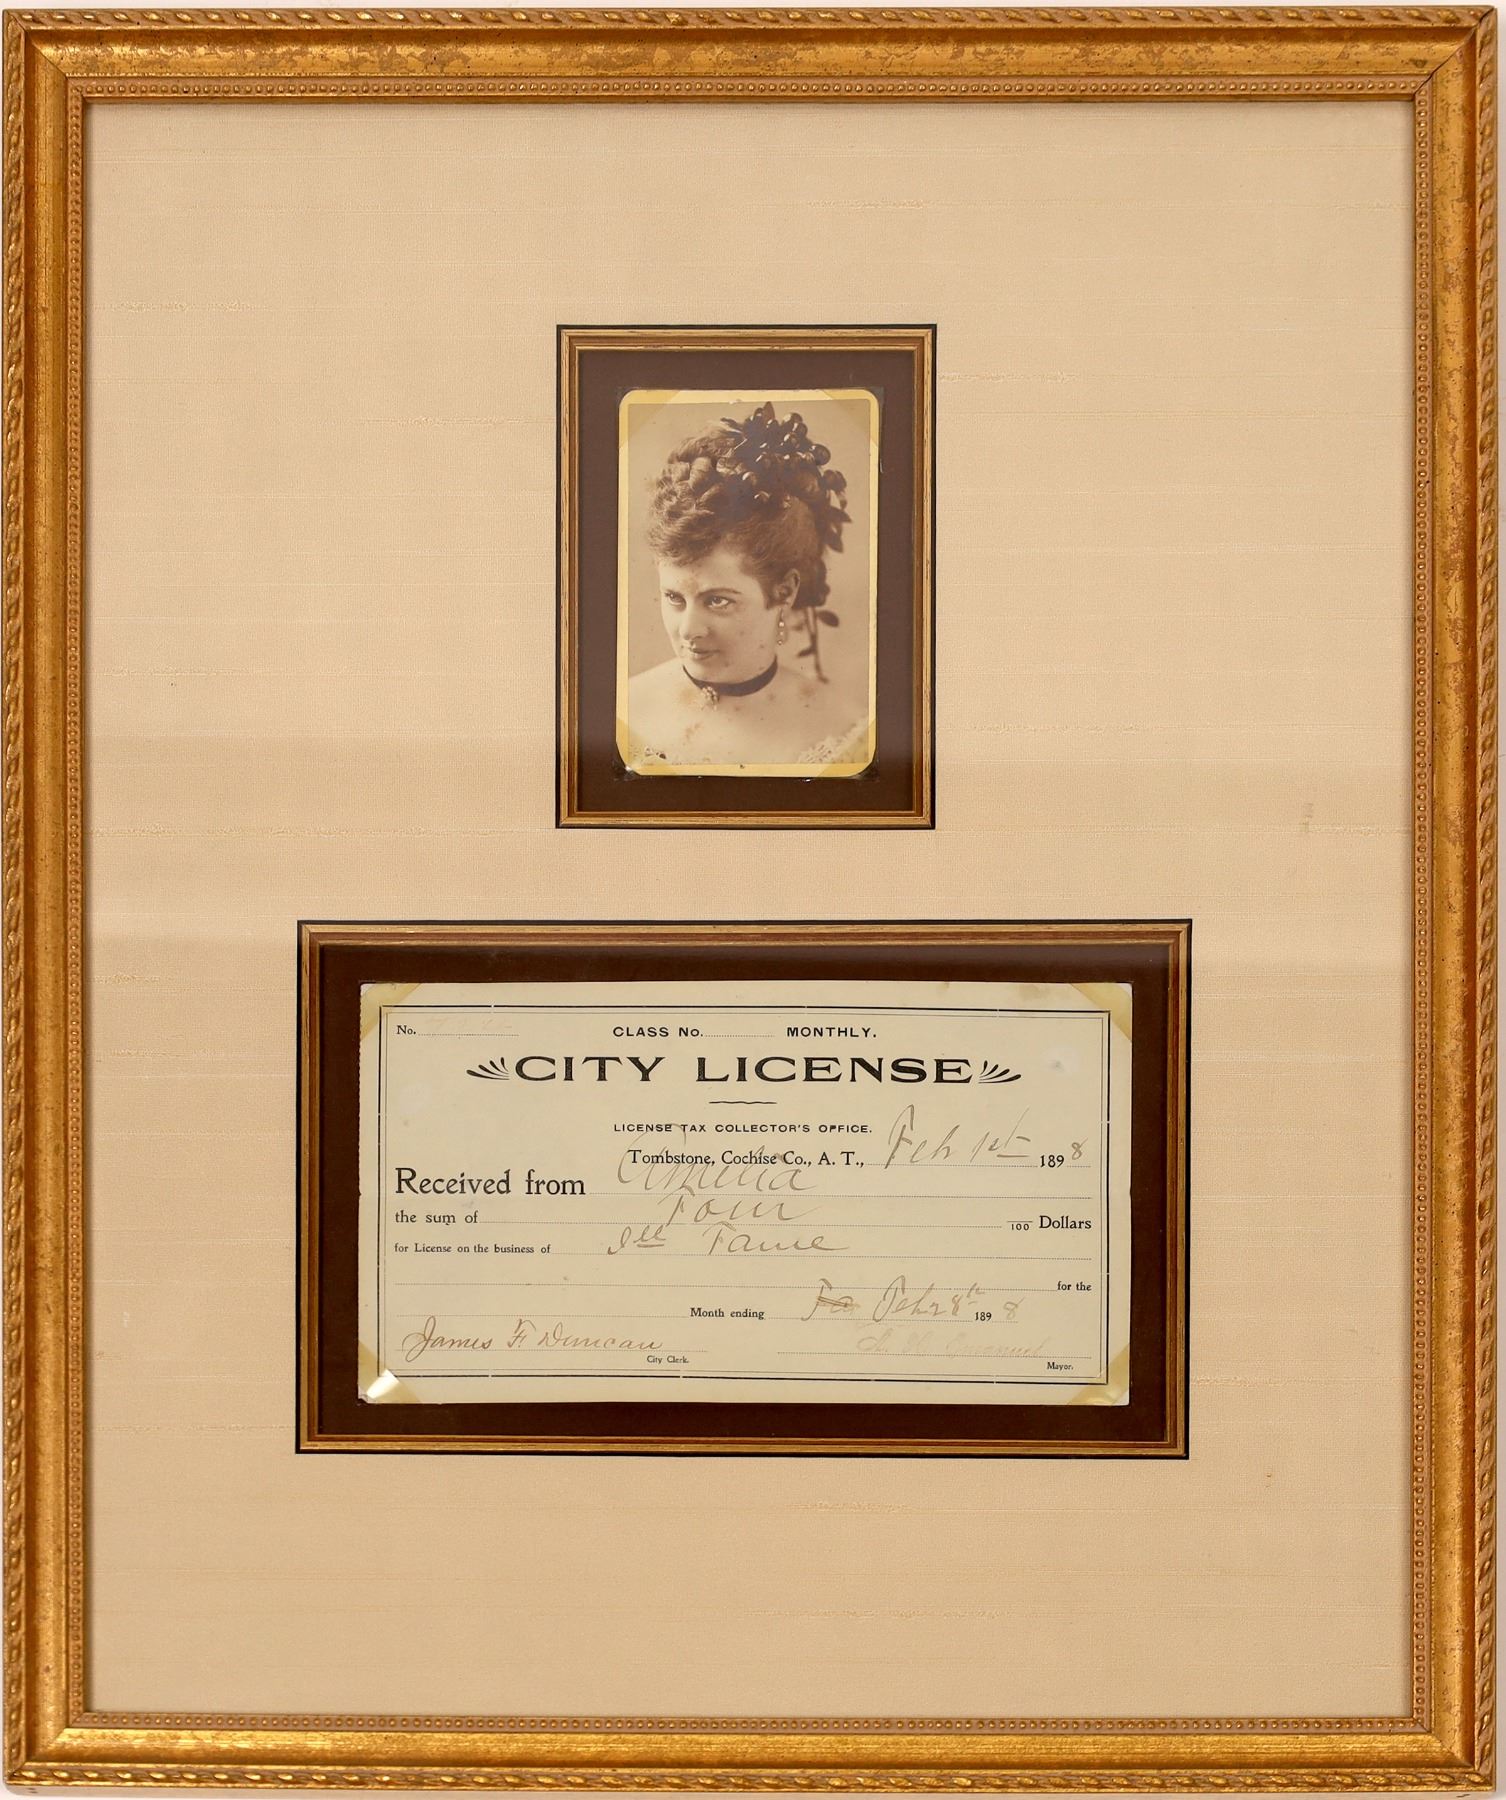 No. CLASS No. MONTHLY.
CITY LICENSE
LICENSE TAX COLLECTOR'S OFFICE.
Tombstone, Cochise Co., A. T., Feb 1st 1898
Received from Amelia
the sum of Four /100 Dollars
for License on the business of Ill Fame
for the
Month ending Feb 28th 1898
James F. Duncan A. H. Emanuel
City Clerk. Mayor.